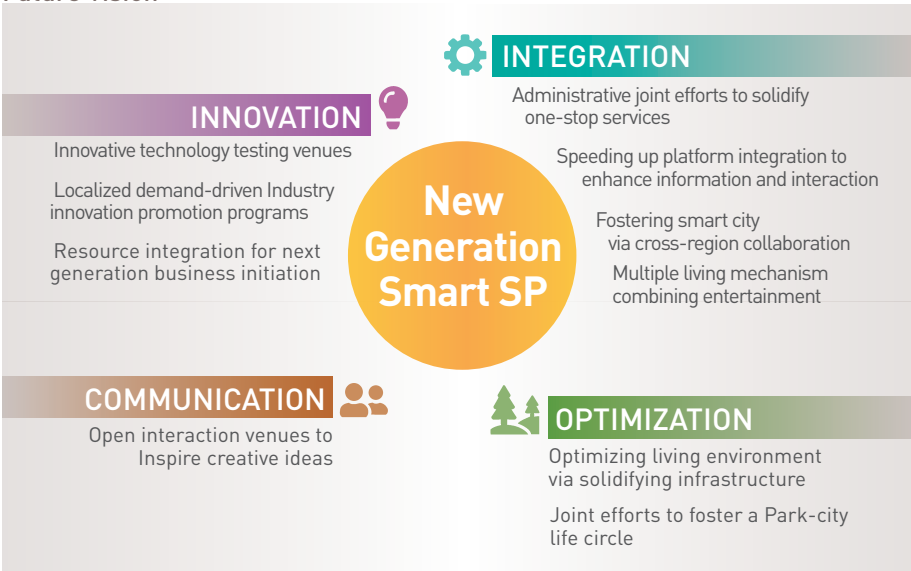 Future Vision
INNOVATION
Innovative technology testing venues
Localized demand-driven Industry
innovation promotion programs
Resource integration for next
generation business initiation
INTEGRATION
Administrative joint efforts to solidify
one-stop services
Speeding up platform integration to
enhance information and interaction
Fostering smart city
via cross-region collaboration
Multiple living mechanism
combining entertainment
New
Generation
Smart SP
COMMUNICATION
Open interaction venues to
Inspire creative ideas
OPTIMIZATION
Optimizing living environment
via solidifying infrastructure
Joint efforts to foster a Park-city
life circle